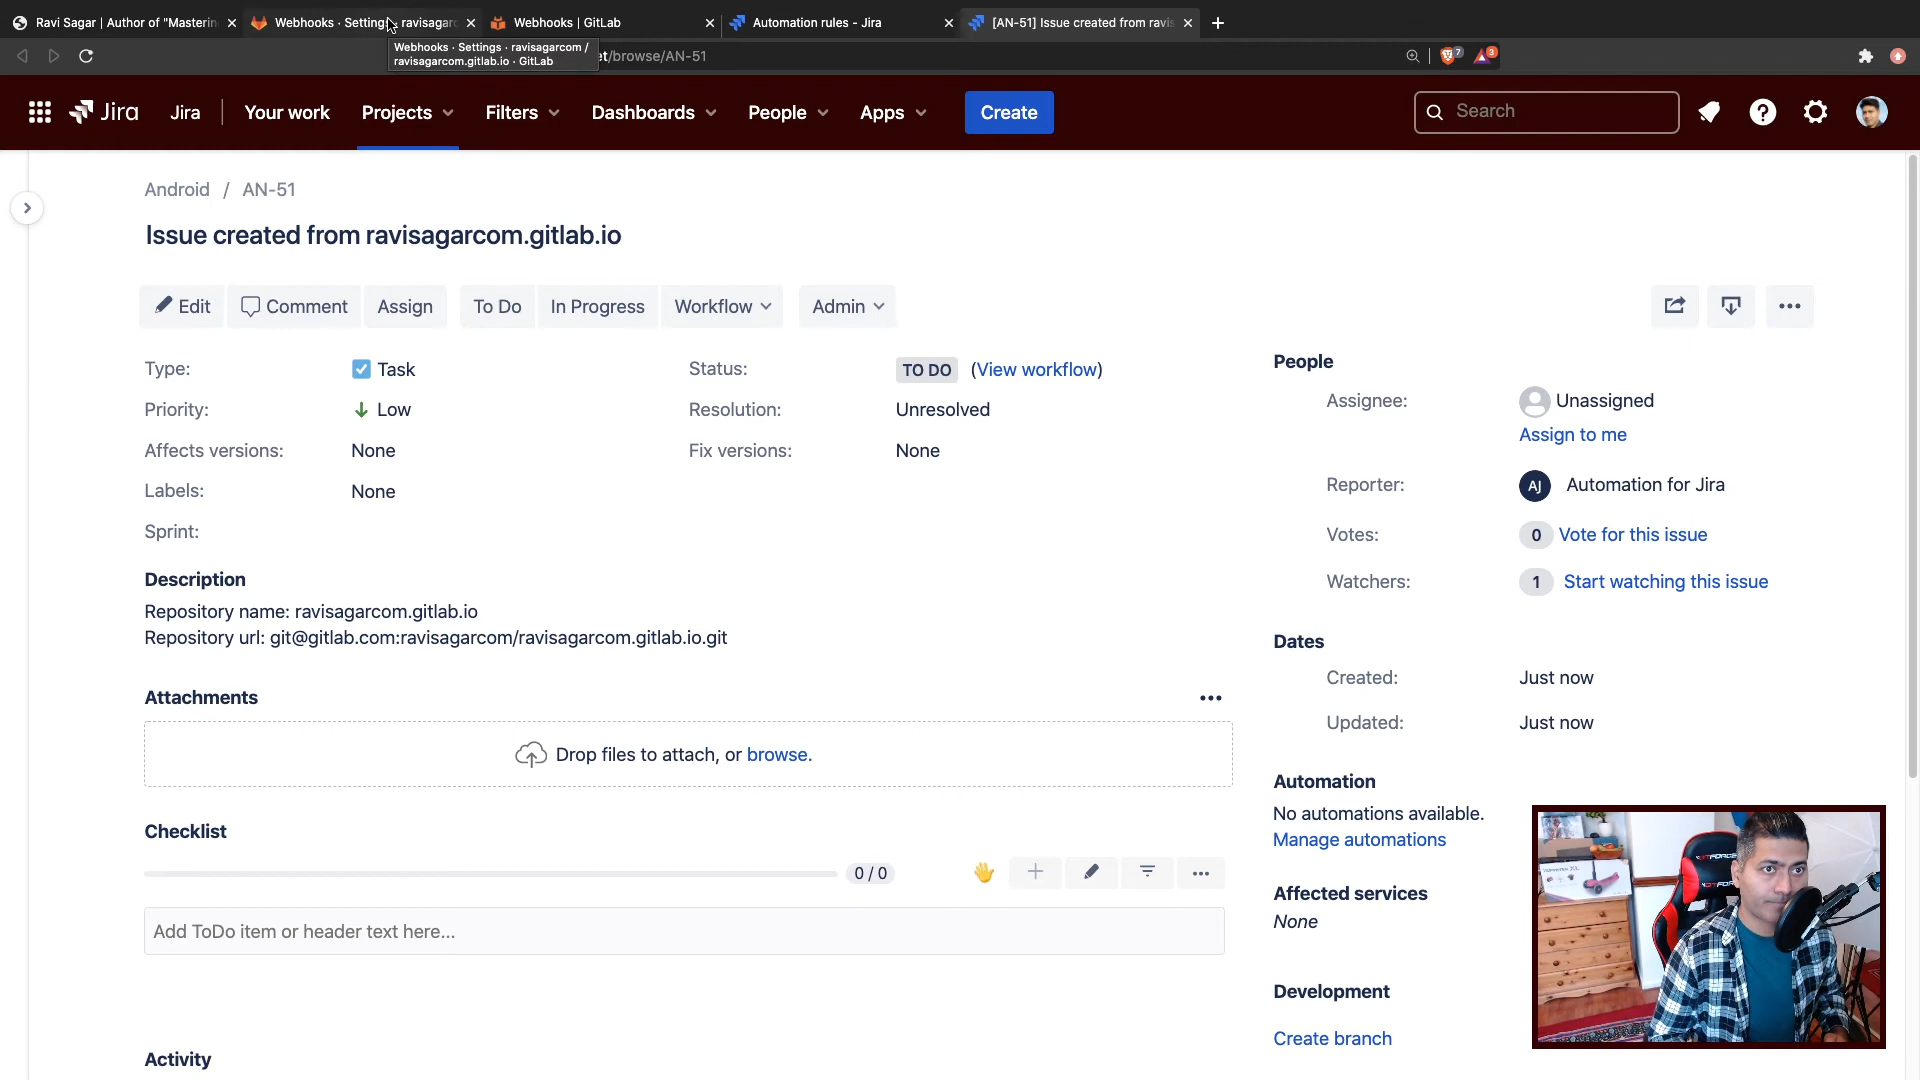 Ravi Sagar | Author of "Masterin
Webhooks · Settings · ravisagar
Webhooks | GitLab
Automation rules - Jira
[AN-51] Issue created from ravis
Webhooks · Settings · ravisagarcom /
ravisagarcom.gitlab.io · GitLab
et/browse/AN-51
7
3
Jira
Jira
Your work
Projects
Filters
Dashboards
People
Apps
Create
Search
Android / AN-51
Issue created from ravisagarcom.gitlab.io
Edit
Comment
Assign
To Do
In Progress
Workflow
Admin
Type: Task
Status: TO DO (View workflow)
Priority: Low
Resolution: Unresolved
Affects versions: None
Fix versions: None
Labels: None
Sprint:
Description
Repository name: ravisagarcom.gitlab.io
Repository url: git@gitlab.com:ravisagarcom/ravisagarcom.gitlab.io.git
Attachments
Drop files to attach, or browse.
Checklist
0 / 0
Add ToDo item or header text here...
Activity
People
Assignee: Unassigned
Assign to me
Reporter: AJ Automation for Jira
Votes: 0 Vote for this issue
Watchers: 1 Start watching this issue
Dates
Created: Just now
Updated: Just now
Automation
No automations available.
Manage automations
Affected services
None
Development
Create branch